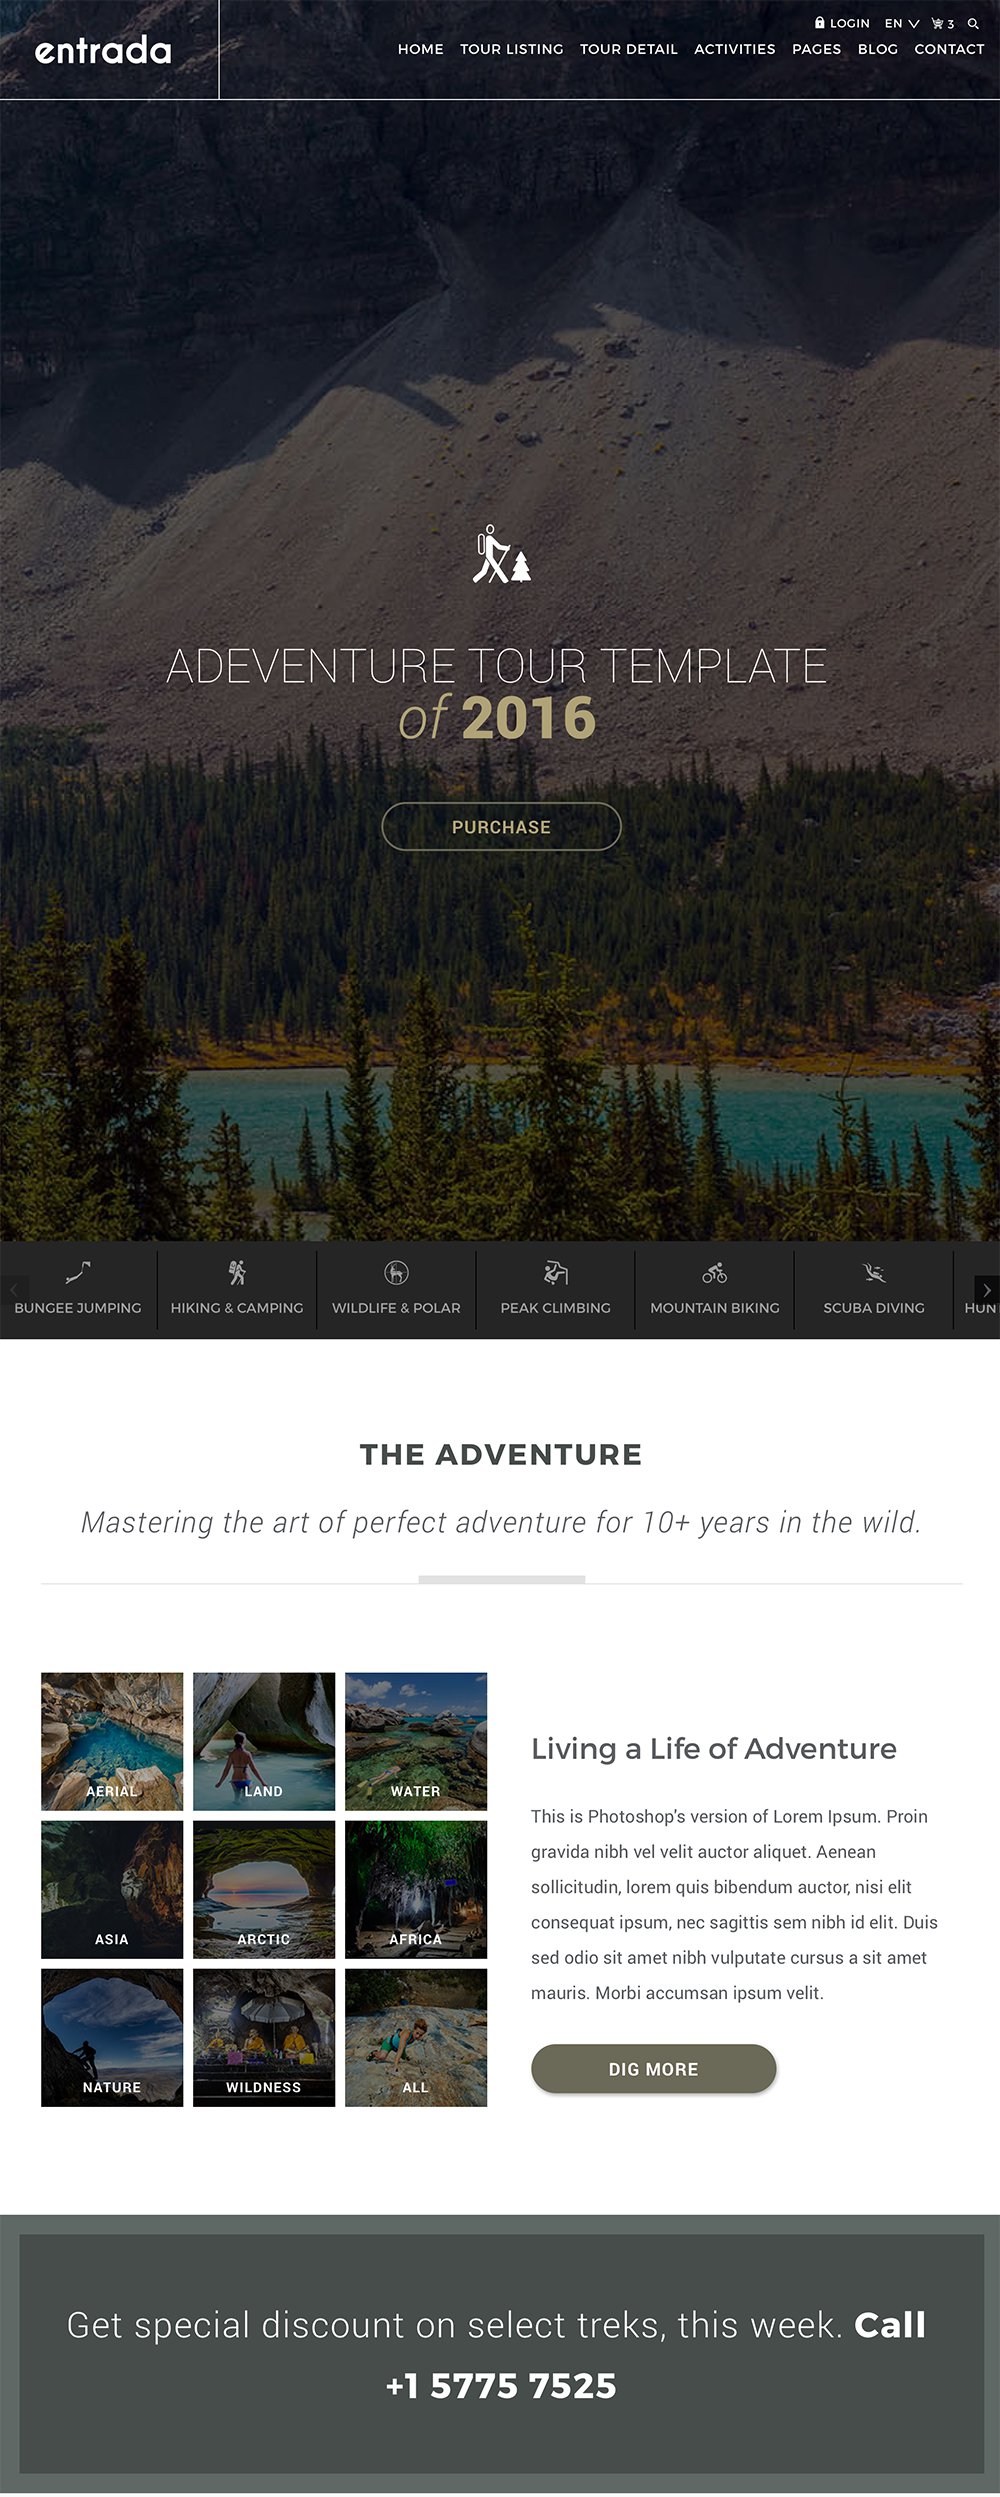 LOGIN EN 3
entrada
HOME TOUR LISTING TOUR DETAIL ACTIVITIES PAGES BLOG CONTACT
ADEVENTURE TOUR TEMPLATE
of 2016
PURCHASE
BUNGEE JUMPING HIKING & CAMPING WILDLIFE & POLAR PEAK CLIMBING MOUNTAIN BIKING SCUBA DIVING
THE ADVENTURE
Mastering the art of perfect adventure for 10+ years in the wild.
AERIAL LAND WATER
ASIA ARCTIC AFRICA
NATURE WILDNESS ALL
Living a Life of Adventure
This is Photoshop's version of Lorem Ipsum. Proin
gravida nibh vel velit auctor aliquet. Aenean
sollicitudin, lorem quis bibendum auctor, nisi elit
consequat ipsum, nec sagittis sem nibh id elit. Duis
sed odio sit amet nibh vulputate cursus a sit amet
mauris. Morbi accumsan ipsum velit.
DIG MORE
Get special discount on select treks, this week. Call
+1 5775 7525